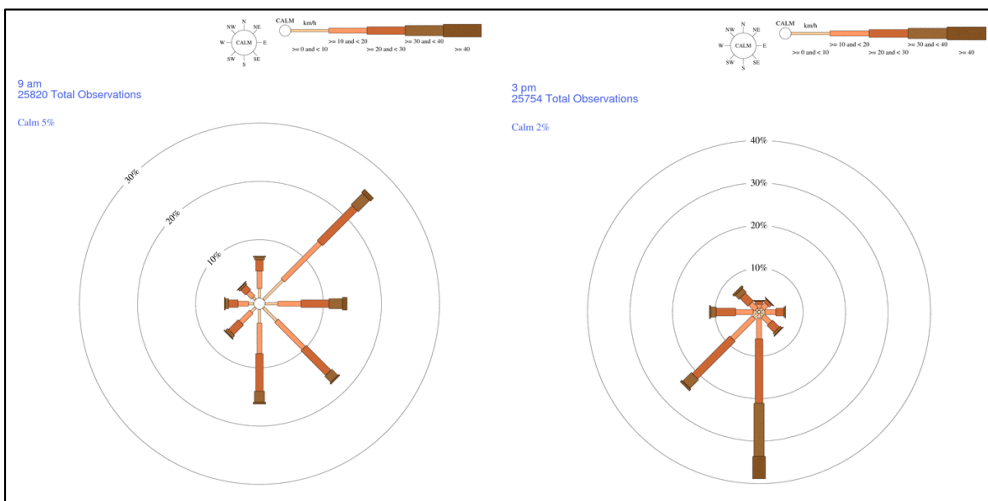 N
NW NE
W CALM E
SW SE
S
CALM km/h
>= 10 and < 20 >= 30 and < 40
>= 0 and < 10 >= 20 and < 30 >= 40
9 am
25820 Total Observations
Calm 5%
30%
20%
10%
N
NW NE
W CALM E
SW SE
N
CALM km/h
>= 10 and < 20 >= 30 and < 40
>= 0 and < 10 >= 20 and < 30 >= 40
3 pm
25754 Total Observations
Calm 2%
40%
30%
20%
10%